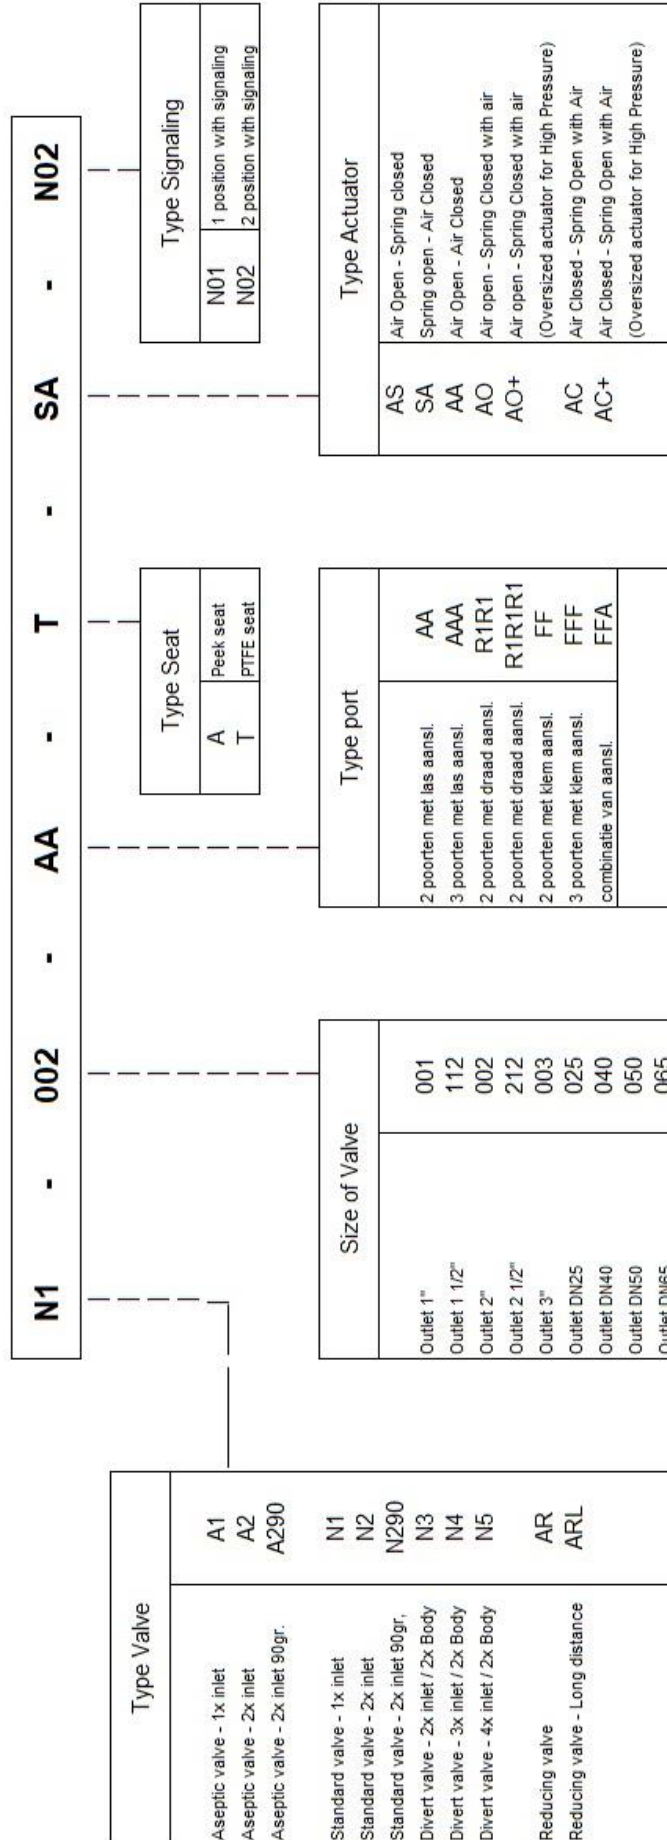 N1 - 002 - AA - T - SA - N02
Type Valve
Aseptic valve - 1x inlet A1
Aseptic valve - 2x inlet A2
Aseptic valve - 2x inlet 90gr. A290
Standard valve - 1x inlet N1
Standard valve - 2x inlet N2
Standard valve - 2x inlet 90gr, N290
Divert valve - 2x inlet / 2x Body N3
Divert valve - 3x inlet / 2x Body N4
Divert valve - 4x inlet / 2x Body N5
Reducing valve AR
Reducing valve - Long distance ARL
Size of Valve
Outlet 1" 001
Outlet 1 1/2" 112
Outlet 2" 002
Outlet 2 1/2" 212
Outlet 3" 003
Outlet DN25 025
Outlet DN40 040
Outlet DN50 050
Outlet DN65 065
Type Seat
A Peek seat
T PTFE seat
Type port
2 poorten met las aansl. AA
3 poorten met las aansl. AAA
2 poorten met draad aansl. R1R1
2 poorten met draad aansl. R1R1R1
2 poorten met klem aansl. FF
3 poorten met klem aansl. FFF
combinatie van aansl. FFA
Type Signaling
N01 1 position with signaling
N02 2 position with signaling
Type Actuator
AS Air Open - Spring closed
SA Spring open - Air Closed
AA Air Open - Air Closed
AO Air open - Spring Closed with air
AO+ Air open - Spring Closed with air
(Oversized actuator for High Pressure)
AC Air Closed - Spring Open with Air
AC+ Air Closed - Spring Open with Air
(Oversized actuator for High Pressure)